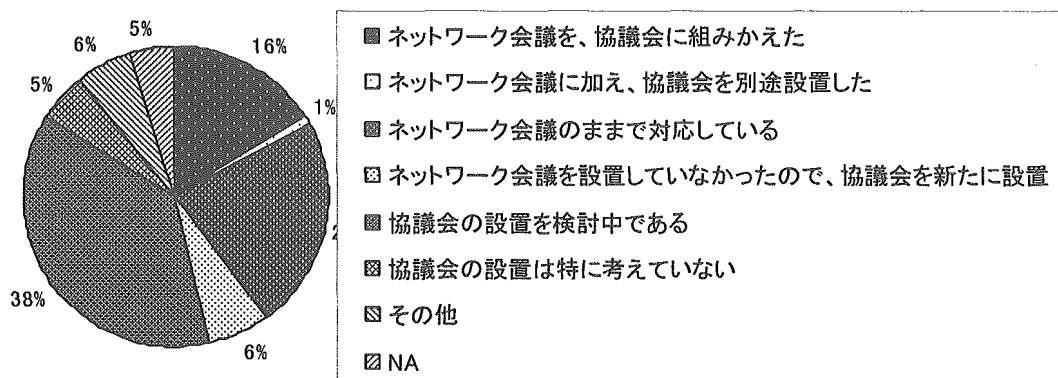 16%
1%
6%
38%
5%
6%
5%
ネットワーク会議を、協議会に組みかえた
ネットワーク会議に加え、協議会を別途設置した
ネットワーク会議のままで対応している
ネットワーク会議を設置していなかったので、協議会を新たに設置
協議会の設置を検討中である
協議会の設置は特に考えていない
その他
NA